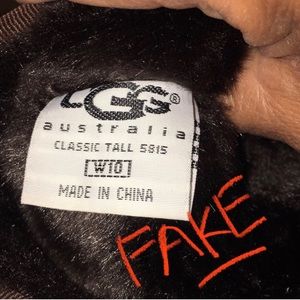 UGG®
australia
CLASSIC TALL 5815
W10
MADE IN CHINA
FAKE